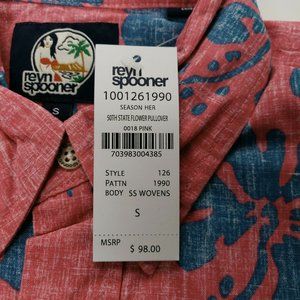 reyn
spooner
S
reyn
spooner
1001261990
SEASON HER
50TH STATE FLOWER PULLOVER
0018 PINK
703983004385
STYLE 126
PATTN 1990
BODY SS WOVENS
S
MSRP
$ 98.00